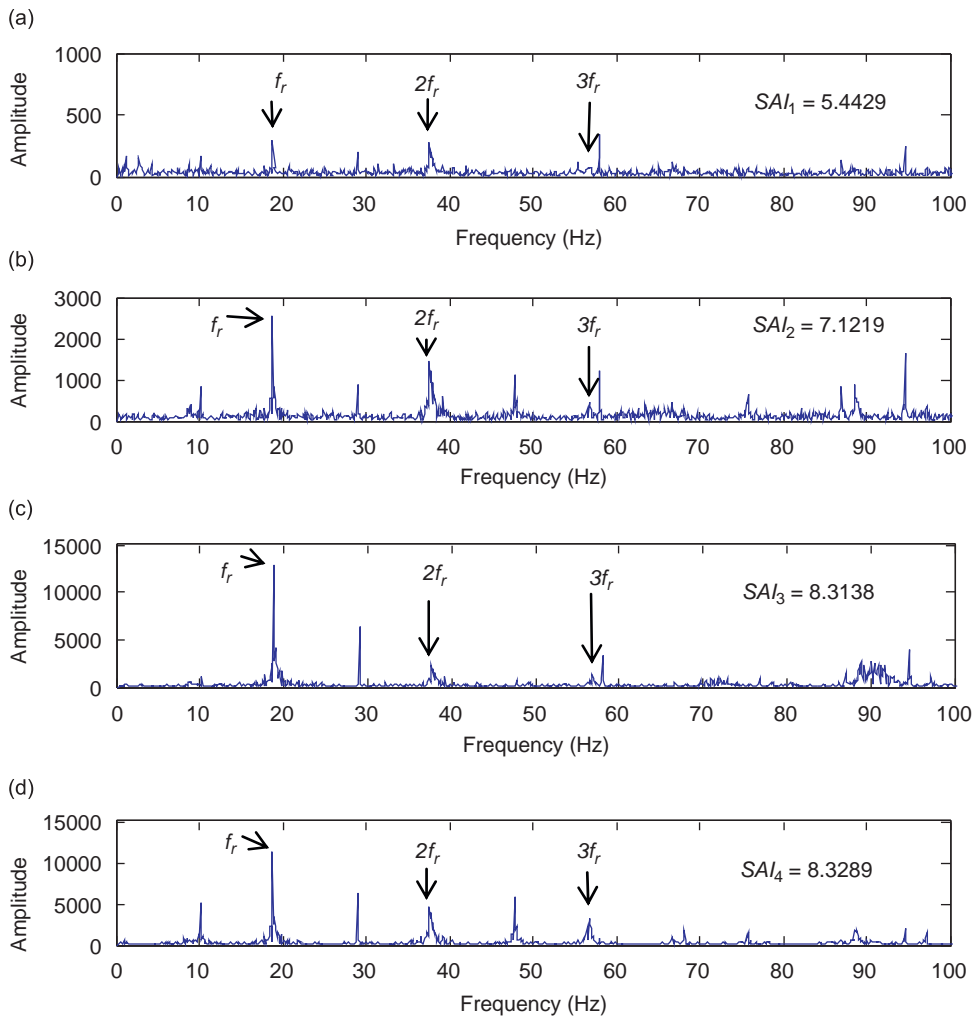 (a)
1000
500
0
Amplitude
f_r
2f_r
3f_r
SAI_1 = 5.4429
0 10 20 30 40 50 60 70 80 90 100
Frequency (Hz)
(b)
3000
2000
1000
0
Amplitude
f_r
2f_r
3f_r
SAI_2 = 7.1219
0 10 20 30 40 50 60 70 80 90 100
Frequency (Hz)
(c)
15000
10000
5000
0
Amplitude
f_r
2f_r
3f_r
SAI_3 = 8.3138
0 10 20 30 40 50 60 70 80 90 100
Frequency (Hz)
(d)
15000
10000
5000
0
Amplitude
f_r
2f_r
3f_r
SAI_4 = 8.3289
0 10 20 30 40 50 60 70 80 90 100
Frequency (Hz)